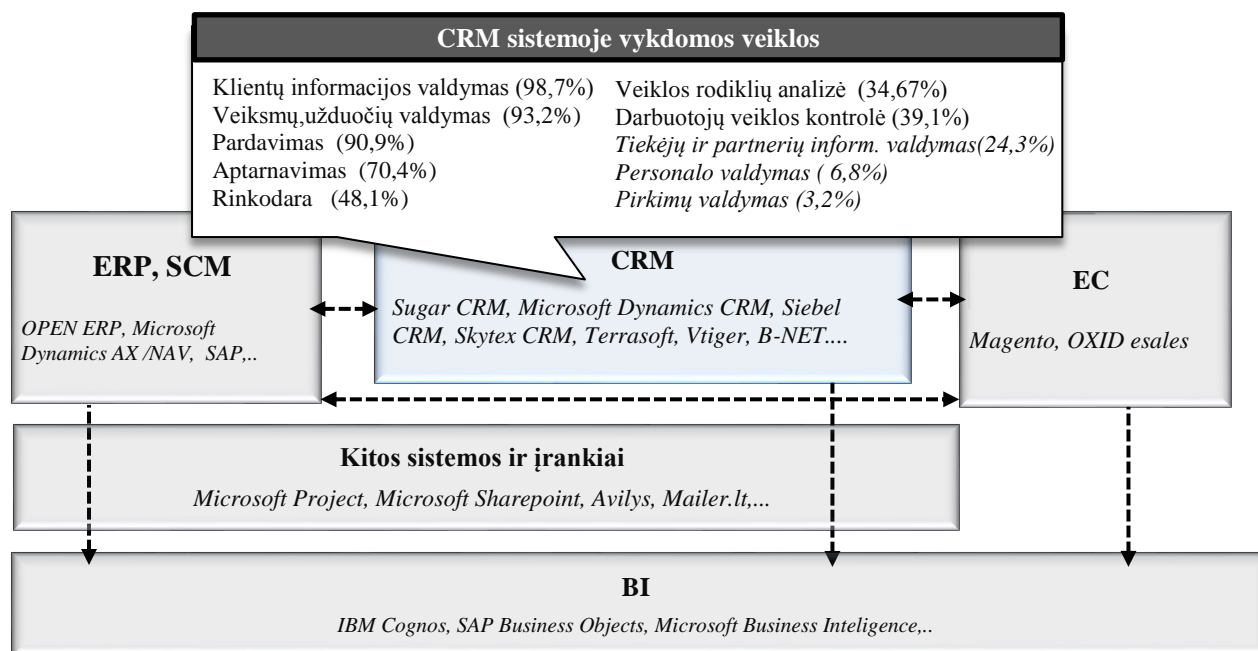 CRM sistemoje vykdomos veiklos
Klientų informacijos valdymas (98,7%)
Veiksmų,užduočių valdymas (93,2%)
Pardavimas (90,9%)
Aptarnavimas (70,4%)
Rinkodara (48,1%)
Veiklos rodiklių analizė (34,67%)
Darbuotojų veiklos kontrolė (39,1%)
Tiekėjų ir partnerių inform. valdymas(24,3%)
Personalo valdymas ( 6,8%)
Pirkimų valdymas (3,2%)
ERP, SCM
OPEN ERP, Microsoft
Dynamics AX /NAV, SAP,..
CRM
Sugar CRM, Microsoft Dynamics CRM, Siebel
CRM, Skytex CRM, Terrasoft, Vtiger, B-NET....
EC
Magento, OXID esales
Kitos sistemos ir įrankiai
Microsoft Project, Microsoft Sharepoint, Avilys, Mailer.lt,...
BI
IBM Cognos, SAP Business Objects, Microsoft Business Inteligence,..